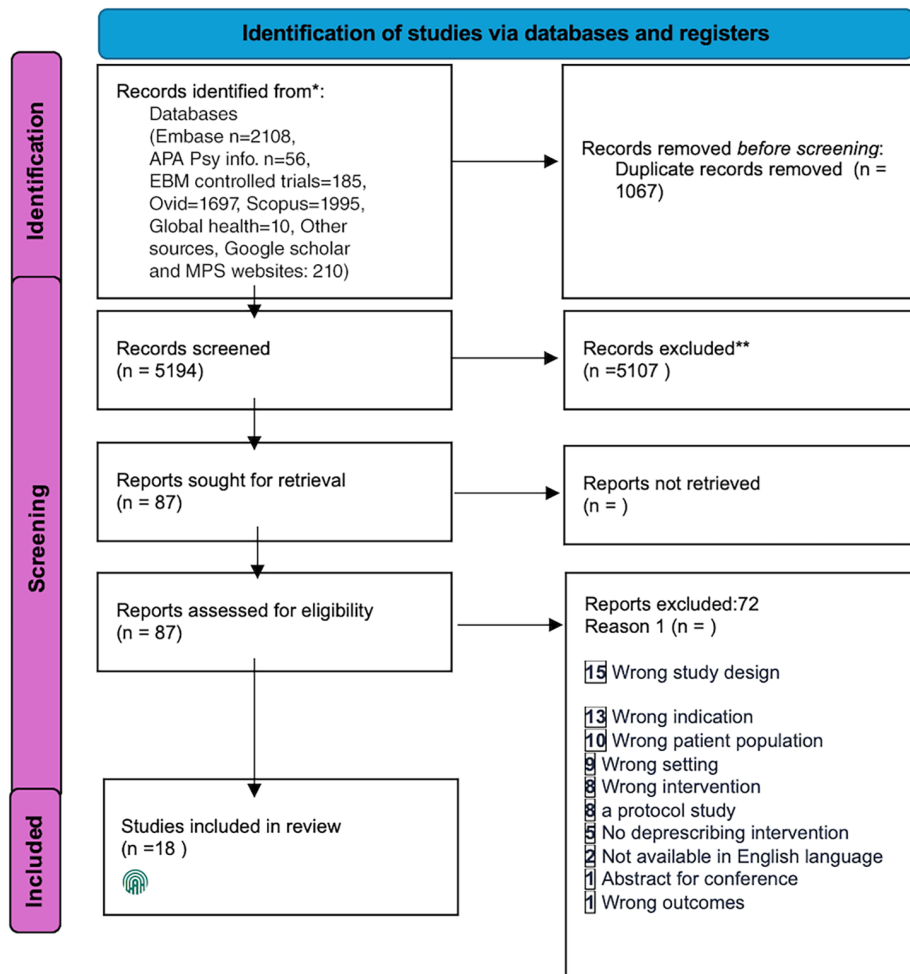 Identification of studies via databases and registers
Identification
Records identified from*:
Databases
(Embase n=2108,
APA Psy info. n=56,
EBM controlled trials=185,
Ovid=1697, Scopus=1995,
Global health=10, Other
sources, Google scholar
and MPS websites: 210)
Records removed before screening:
Duplicate records removed (n =
1067)
Screening
Records screened
(n = 5194)
Records excluded**
(n =5107 )
Reports sought for retrieval
(n = 87)
Reports not retrieved
(n = )
Reports assessed for eligibility
(n = 87)
Reports excluded:72
Reason 1 (n = )
15 Wrong study design
13 Wrong indication
10 Wrong patient population
9 Wrong setting
8 Wrong intervention
8 a protocol study
5 No deprescribing intervention
2 Not available in English language
1 Abstract for conference
1 Wrong outcomes
Included
Studies included in review
(n =18 )